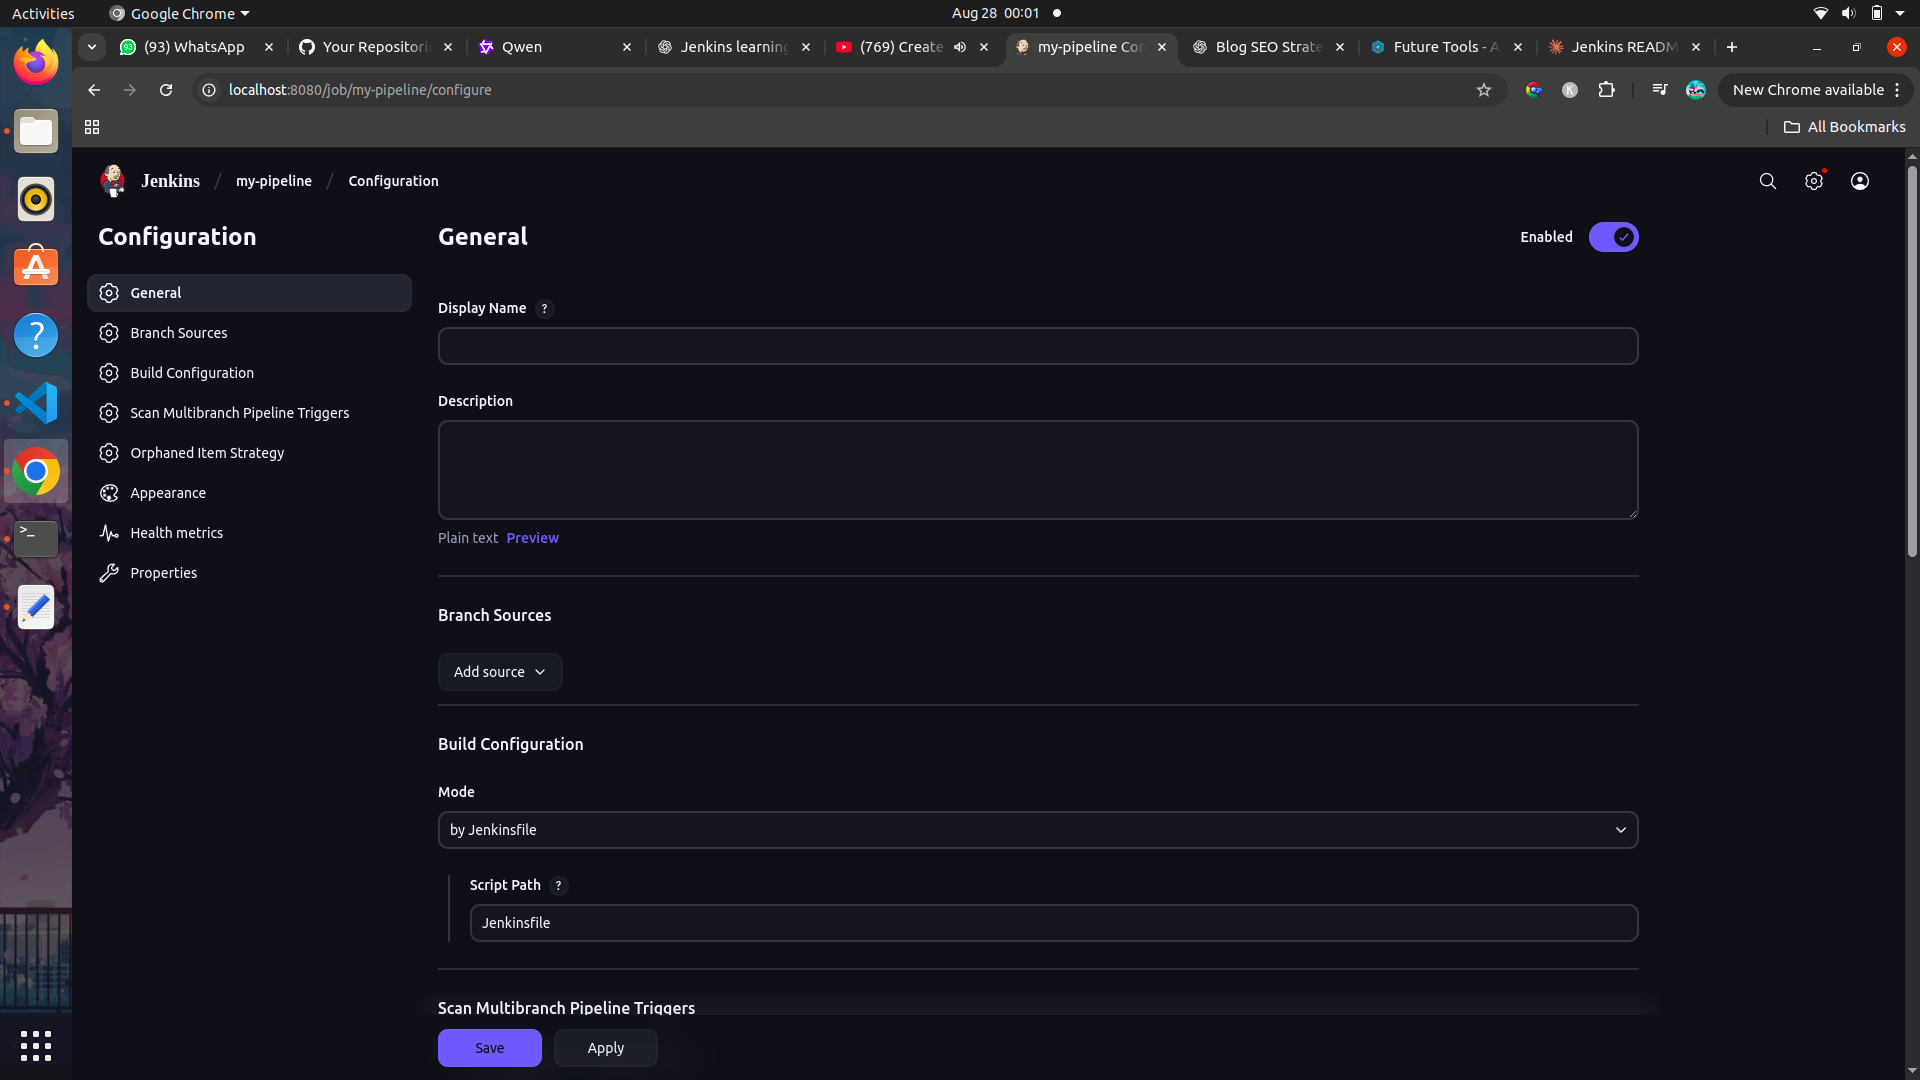 Activities
Google Chrome
Aug 28 00:01
(93) WhatsApp
Your Repositori
Qwen
Jenkins learning
(769) Create
my-pipeline Con
Blog SEO Strate
Future Tools - A
Jenkins READM
localhost:8080/job/my-pipeline/configure
New Chrome available
All Bookmarks
Jenkins / my-pipeline / Configuration
Configuration
General
Branch Sources
Build Configuration
Scan Multibranch Pipeline Triggers
Orphaned Item Strategy
Appearance
Health metrics
Properties
General
Enabled
Display Name ?
Description
Plain text Preview
Branch Sources
Add source
Build Configuration
Mode
by Jenkinsfile
Script Path ?
Jenkinsfile
Scan Multibranch Pipeline Triggers
Save
Apply